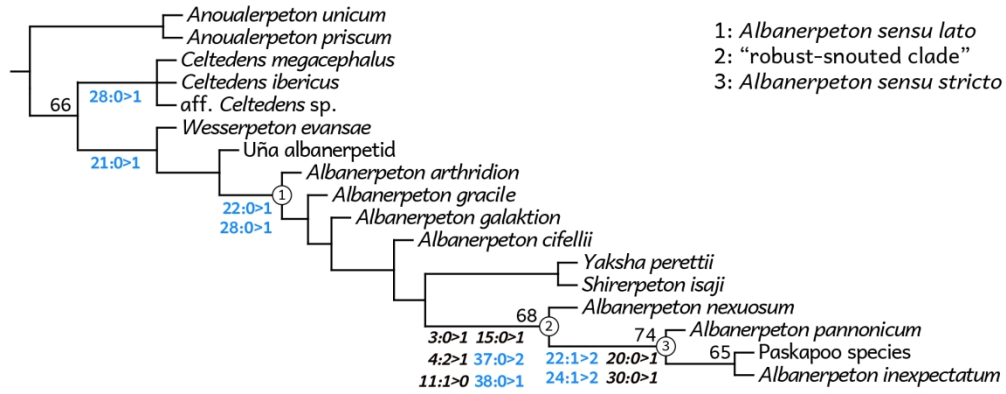 Anoualerpeton unicum
Anoualerpeton priscum
1: Albanerpeton sensu lato
2: “robust-snouted clade”
3: Albanerpeton sensu stricto
Celtedens megacephalus
Celtedens ibericus
66
28:0>1
aff. Celtedens sp.
Wesserpeton evansae
Uña albanerpetid
21:0>1
Albanerpeton arthridion
1
Albanerpeton gracile
22:0>1
28:0>1
Albanerpeton galaktion
Albanerpeton cifellii
Yaksha perettii
Shirerpeton isaji
Albanerpeton nexuosum
68
2
Albanerpeton pannonicum
74
3
3:0>1 15:0>1
4:2>1 37:0>2
11:1>0 38:0>1
22:1>2 20:0>1
24:1>2 30:0>1
65
Paskapoo species
Albanerpeton inexpectatum